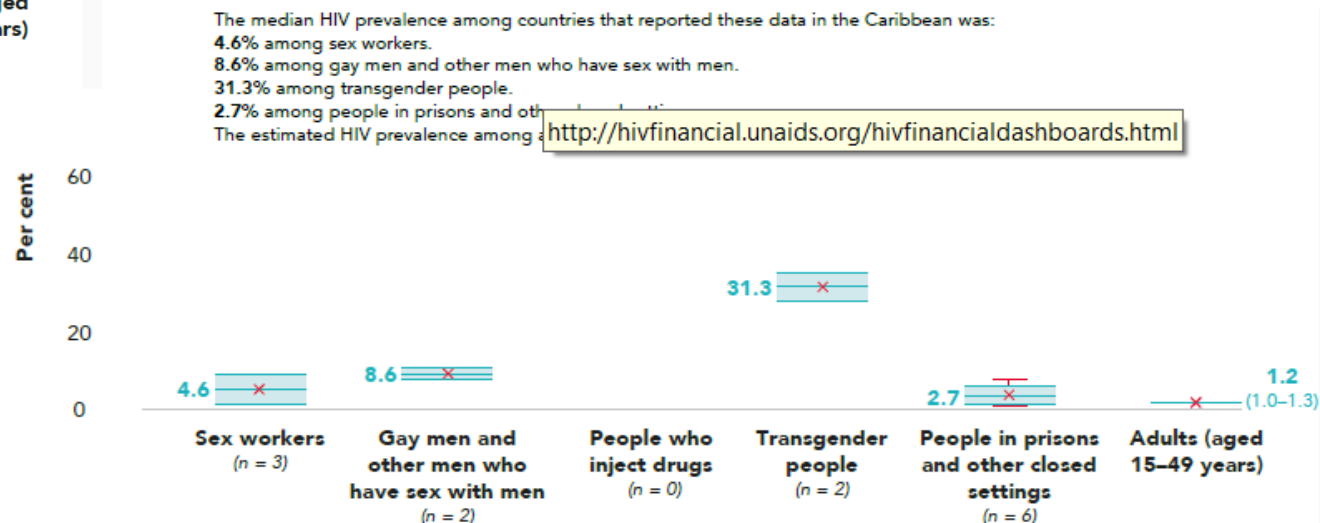 ed
rs)
The median HIV prevalence among countries that reported these data in the Caribbean was:
4.6% among sex workers.
8.6% among gay men and other men who have sex with men.
31.3% among transgender people.
2.7% among people in prisons and
The estimated HIV prevalence among
http://hivfinancial.unaids.org/hivfinancialdashboards.html
Per cent
60
40
20
0
4.6
8.6
31.3
2.7
1.2
(1.0–1.3)
Sex workers
(n = 3)
Gay men and
other men who
have sex with men
(n = 2)
People who
inject drugs
(n = 0)
Transgender
people
(n = 2)
People in prisons
and other closed
settings
(n = 6)
Adults (aged
15–49 years)